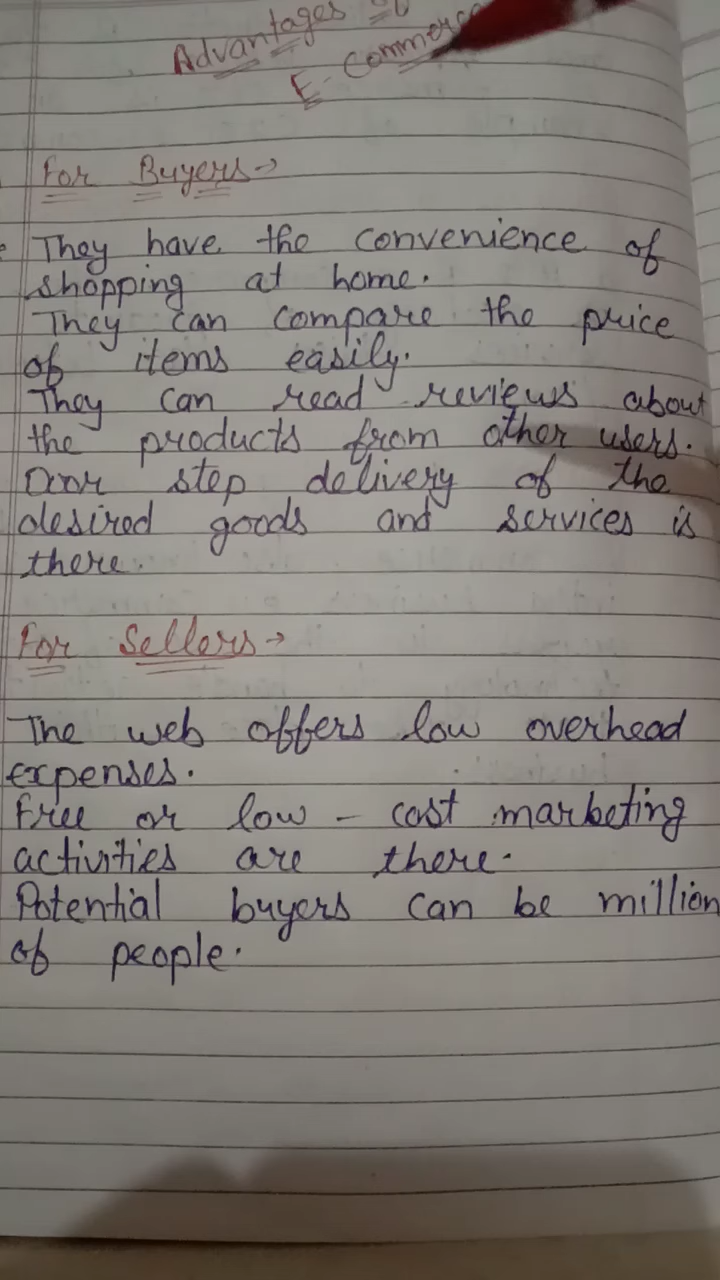 Advantages of
E-Commerce
For Buyers→
They have the convenience of
shopping at home.
They can compare the price
of items easily.
They can read reviews about
the products from other users.
Door step delivery of the
desired goods and services is
there.
For Sellers→
The web offers low overhead
expenses.
Free or low - cost marketing
activities are there.
Potential buyers can be million
of people.